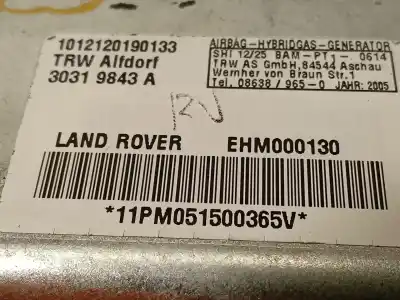 1012120190133
TRW Alfdorf
3031 9843 A
AIRBAG-HYBRIDGAS-GENERATOR
SHI 12/25 BAM-PT1- 0614
TRW AS GmbH, 84544 Aschau
Wernher von Braun Str.1
Tel. 08638/965-0 JAHR: 2005
RV
LAND ROVER EHM000130
*11PM051500365V*